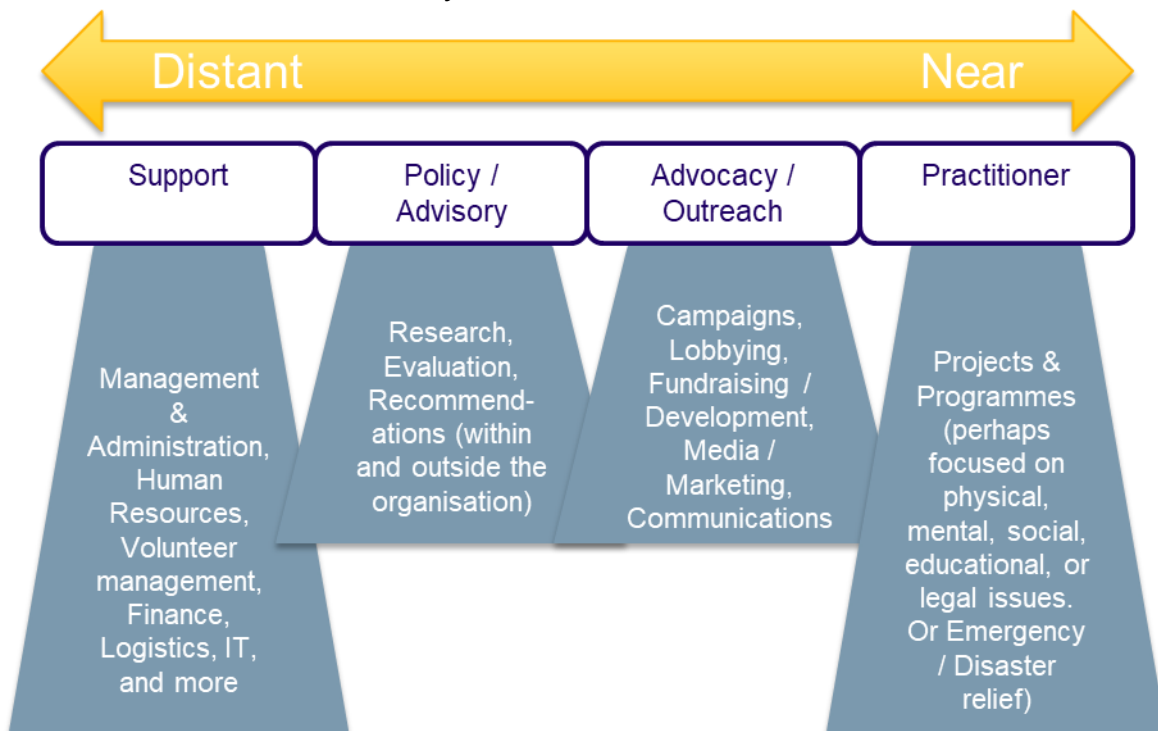 Distant
Near
Support
Policy /
Advisory
Advocacy /
Outreach
Practitioner
Management
&
Administration,
Human
Resources,
Volunteer
management,
Finance,
Logistics, IT,
and more
Research,
Evaluation,
Recommend-
ations (within
and outside the
organisation)
Campaigns,
Lobbying,
Fundraising /
Development,
Media /
Marketing,
Communications
Projects &
Programmes
(perhaps
focused on
physical,
mental, social,
educational, or
legal issues.
Or Emergency
/ Disaster
relief)